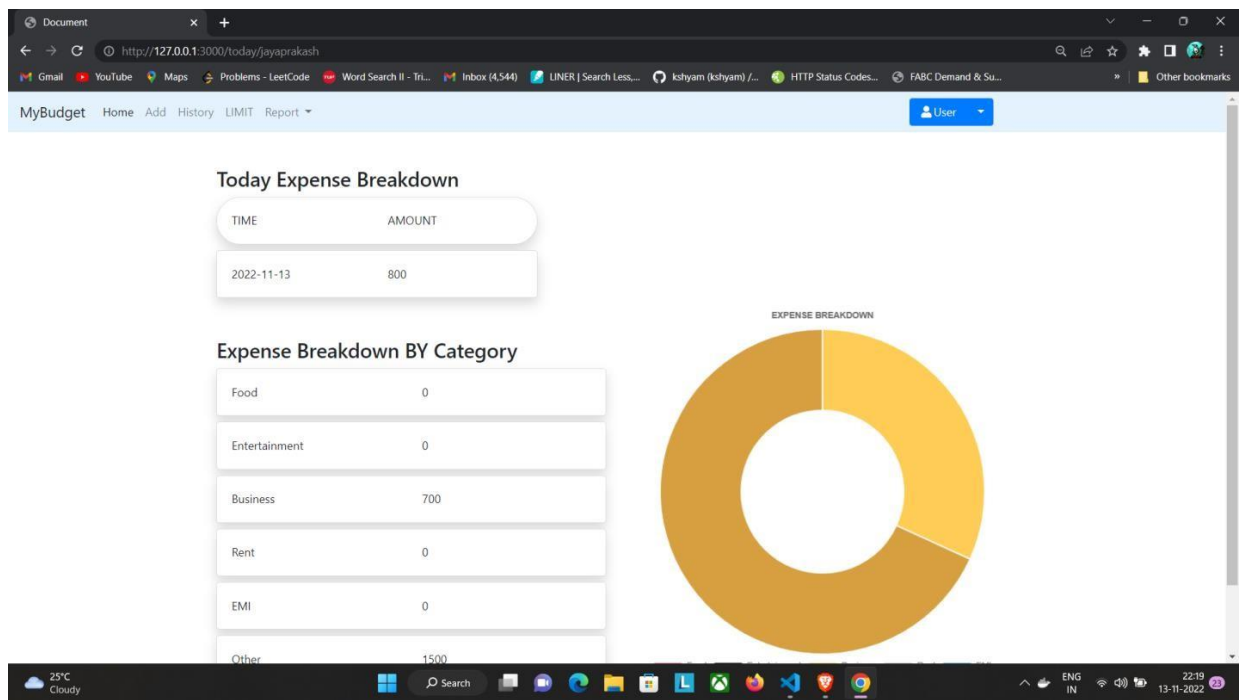 Document
http://127.0.0.1:3000/today/jayaprakash
Gmail YouTube Maps Problems - LeetCode Word Search II - Tri... Inbox (4,544) LINER | Search Less,... kshyam (kshyam) /... HTTP Status Codes... FABC Demand & Su... » Other bookmarks
MyBudget Home Add History LIMIT Report User
Today Expense Breakdown
TIME AMOUNT
2022-11-13 800
EXPENSE BREAKDOWN
Expense Breakdown BY Category
Food 0
Entertainment 0
Business 700
Rent 0
EMI 0
Other 1500
25°C
Cloudy
Search
ENG
IN
22:19
13-11-2022
23